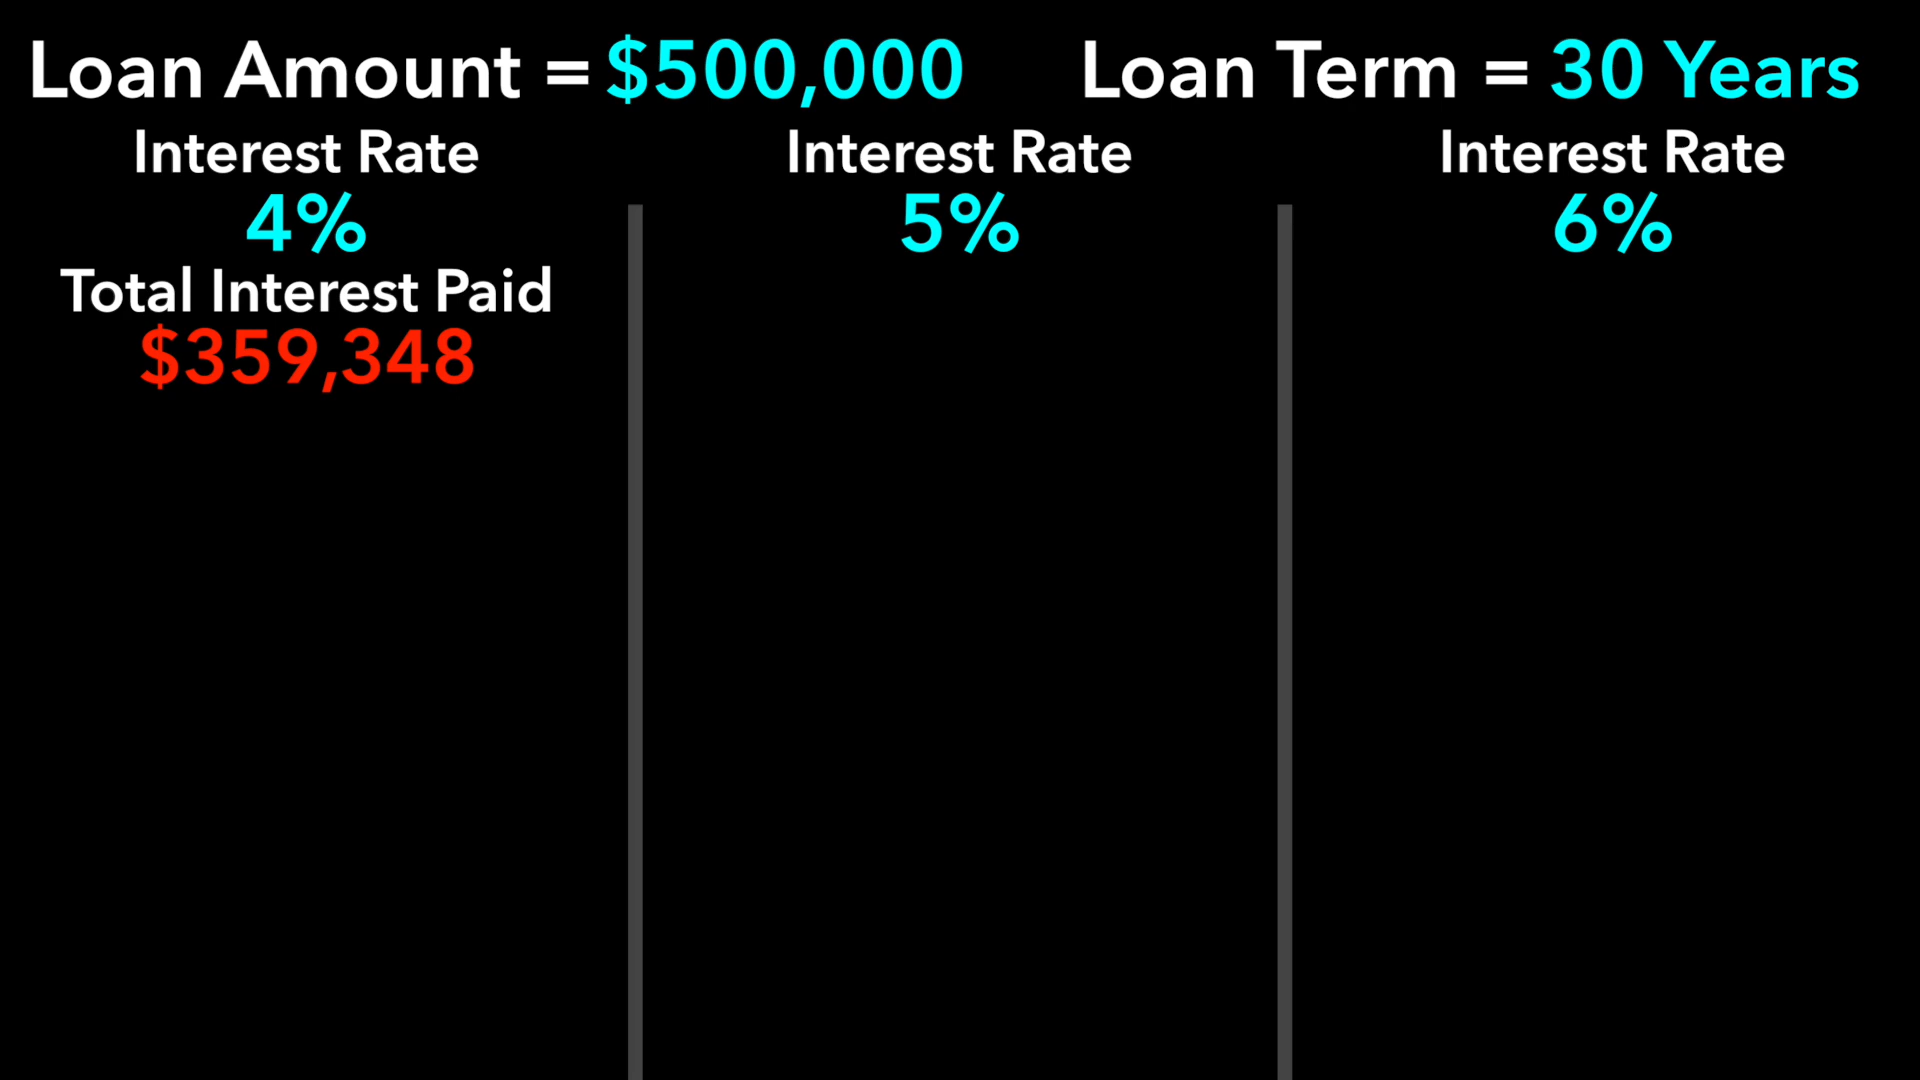 Loan Amount = $500,000
Loan Term = 30 Years
Interest Rate
4%
Total Interest Paid
$359,348
Interest Rate
5%
Interest Rate
6%